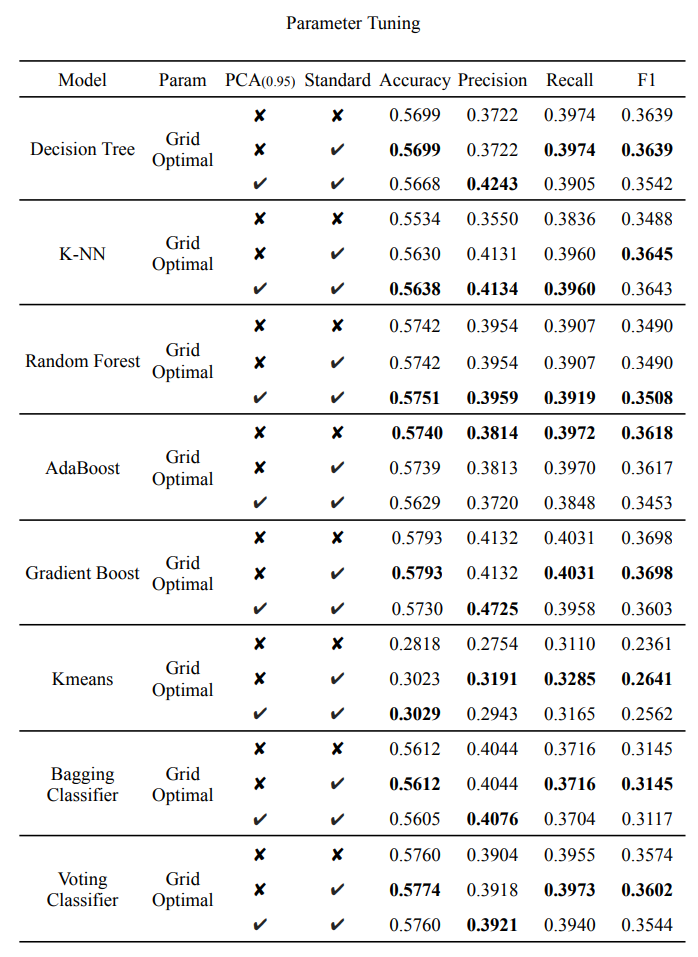 Parameter Tuning
Model Param PCA(0.95) Standard Accuracy Precision Recall F1
✘ ✘ 0.5699 0.3722 0.3974 0.3639
Decision Tree Grid Optimal ✘ ✔ 0.5699 0.3722 0.3974 0.3639
✔ ✔ 0.5668 0.4243 0.3905 0.3542
✘ ✘ 0.5534 0.3550 0.3836 0.3488
K-NN Grid Optimal ✘ ✔ 0.5630 0.4131 0.3960 0.3645
✔ ✔ 0.5638 0.4134 0.3960 0.3643
✘ ✘ 0.5742 0.3954 0.3907 0.3490
Random Forest Grid Optimal ✘ ✔ 0.5742 0.3954 0.3907 0.3490
✔ ✔ 0.5751 0.3959 0.3919 0.3508
✘ ✘ 0.5740 0.3814 0.3972 0.3618
AdaBoost Grid Optimal ✘ ✔ 0.5739 0.3813 0.3970 0.3617
✔ ✔ 0.5629 0.3720 0.3848 0.3453
✘ ✘ 0.5793 0.4132 0.4031 0.3698
Gradient Boost Grid Optimal ✘ ✔ 0.5793 0.4132 0.4031 0.3698
✔ ✔ 0.5730 0.4725 0.3958 0.3603
✘ ✘ 0.2818 0.2754 0.3110 0.2361
Kmeans Grid Optimal ✘ ✔ 0.3023 0.3191 0.3285 0.2641
✔ ✔ 0.3029 0.2943 0.3165 0.2562
✘ ✘ 0.5612 0.4044 0.3716 0.3145
Bagging Classifier Grid Optimal ✘ ✔ 0.5612 0.4044 0.3716 0.3145
✔ ✔ 0.5605 0.4076 0.3704 0.3117
✘ ✘ 0.5760 0.3904 0.3955 0.3574
Voting Classifier Grid Optimal ✘ ✔ 0.5774 0.3918 0.3973 0.3602
✔ ✔ 0.5760 0.3921 0.3940 0.3544